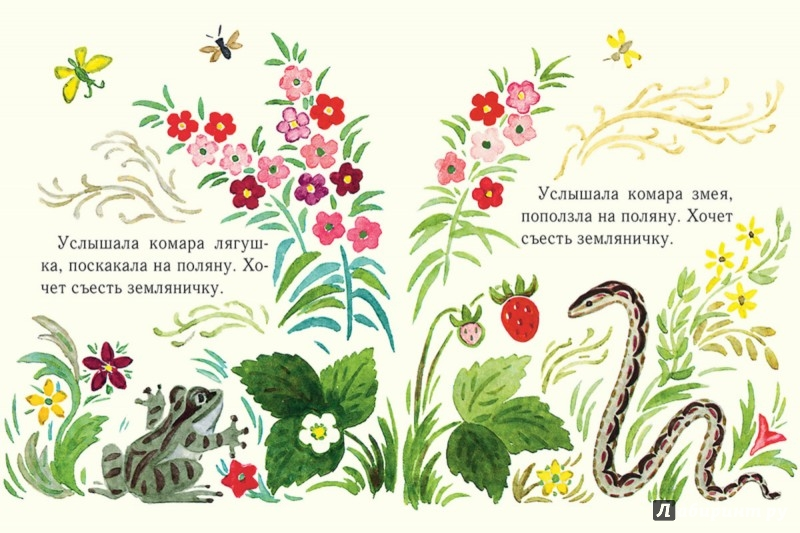 Услышала комара лягуш-
ка, поскакала на поляну. Хо-
чет съесть земляничку.
Услышала комара змея,
поползла на поляну. Хочет
съесть земляничку.